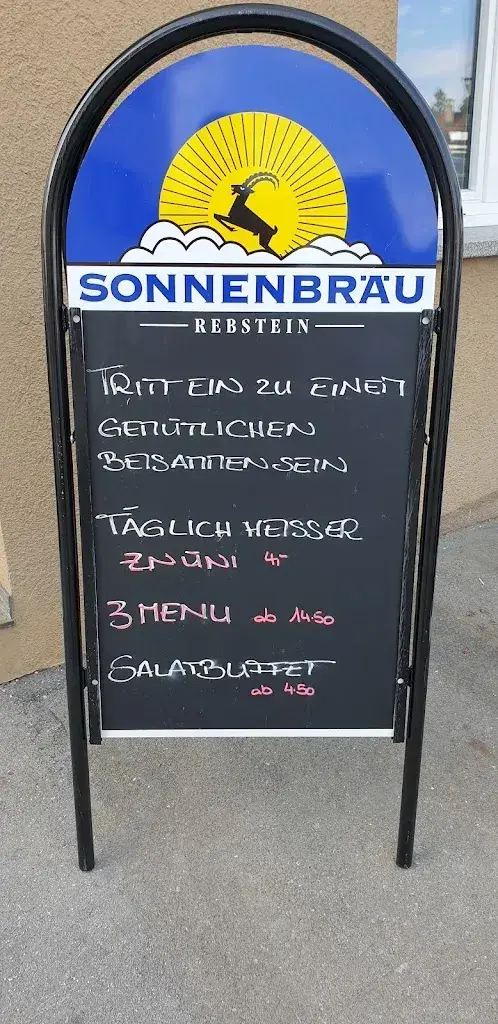 SONNENBRÄU
REBSTEIN
TRITT EIN ZU EINEM
GEMÜTLICHEN
BEISAMMENSEIN
TÄGLICH HEISSER
ZNÜNI 4.-
3 MENU ab 14.50
SALATBUFFET
ab 4.50